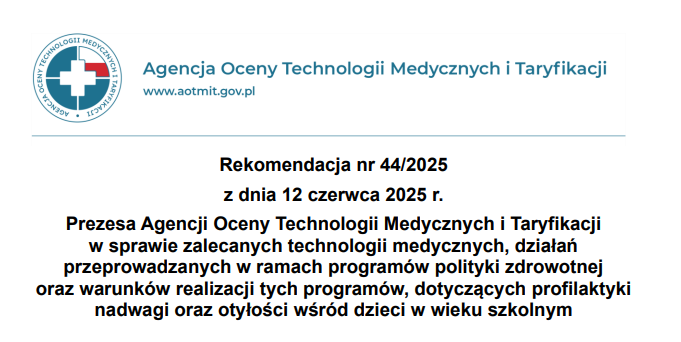 AGENCJA OCENY TECHNOLOGII MEDYCZNYCH I TARYFIKACJI
Agencja Oceny Technologii Medycznych i Taryfikacji
www.aotmit.gov.pl
Rekomendacja nr 44/2025
z dnia 12 czerwca 2025 r.
Prezesa Agencji Oceny Technologii Medycznych i Taryfikacji
w sprawie zalecanych technologii medycznych, działań
przeprowadzanych w ramach programów polityki zdrowotnej
oraz warunków realizacji tych programów, dotyczących profilaktyki
nadwagi oraz otyłości wśród dzieci w wieku szkolnym